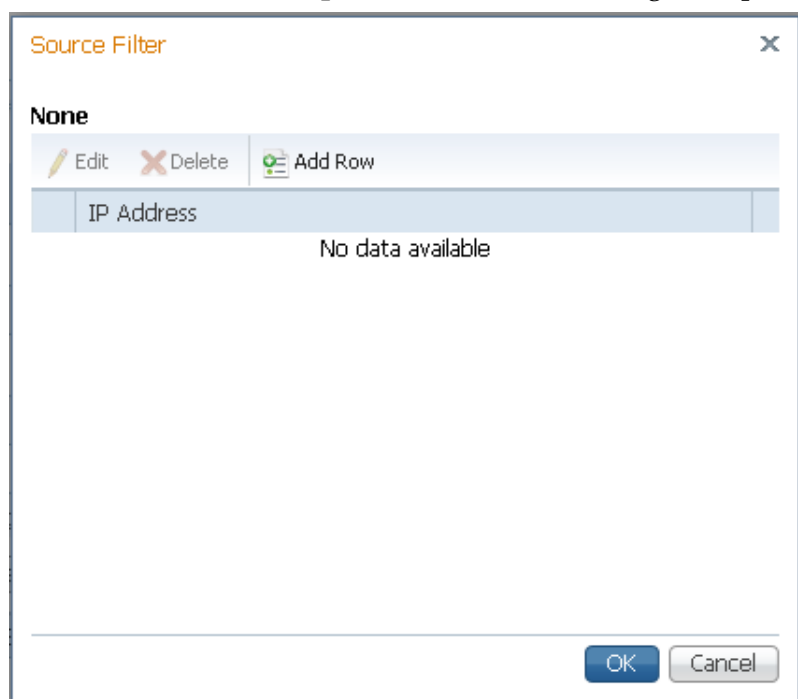 Source Filter
None
Edit Delete Add Row
IP Address
No data available
OK Cancel